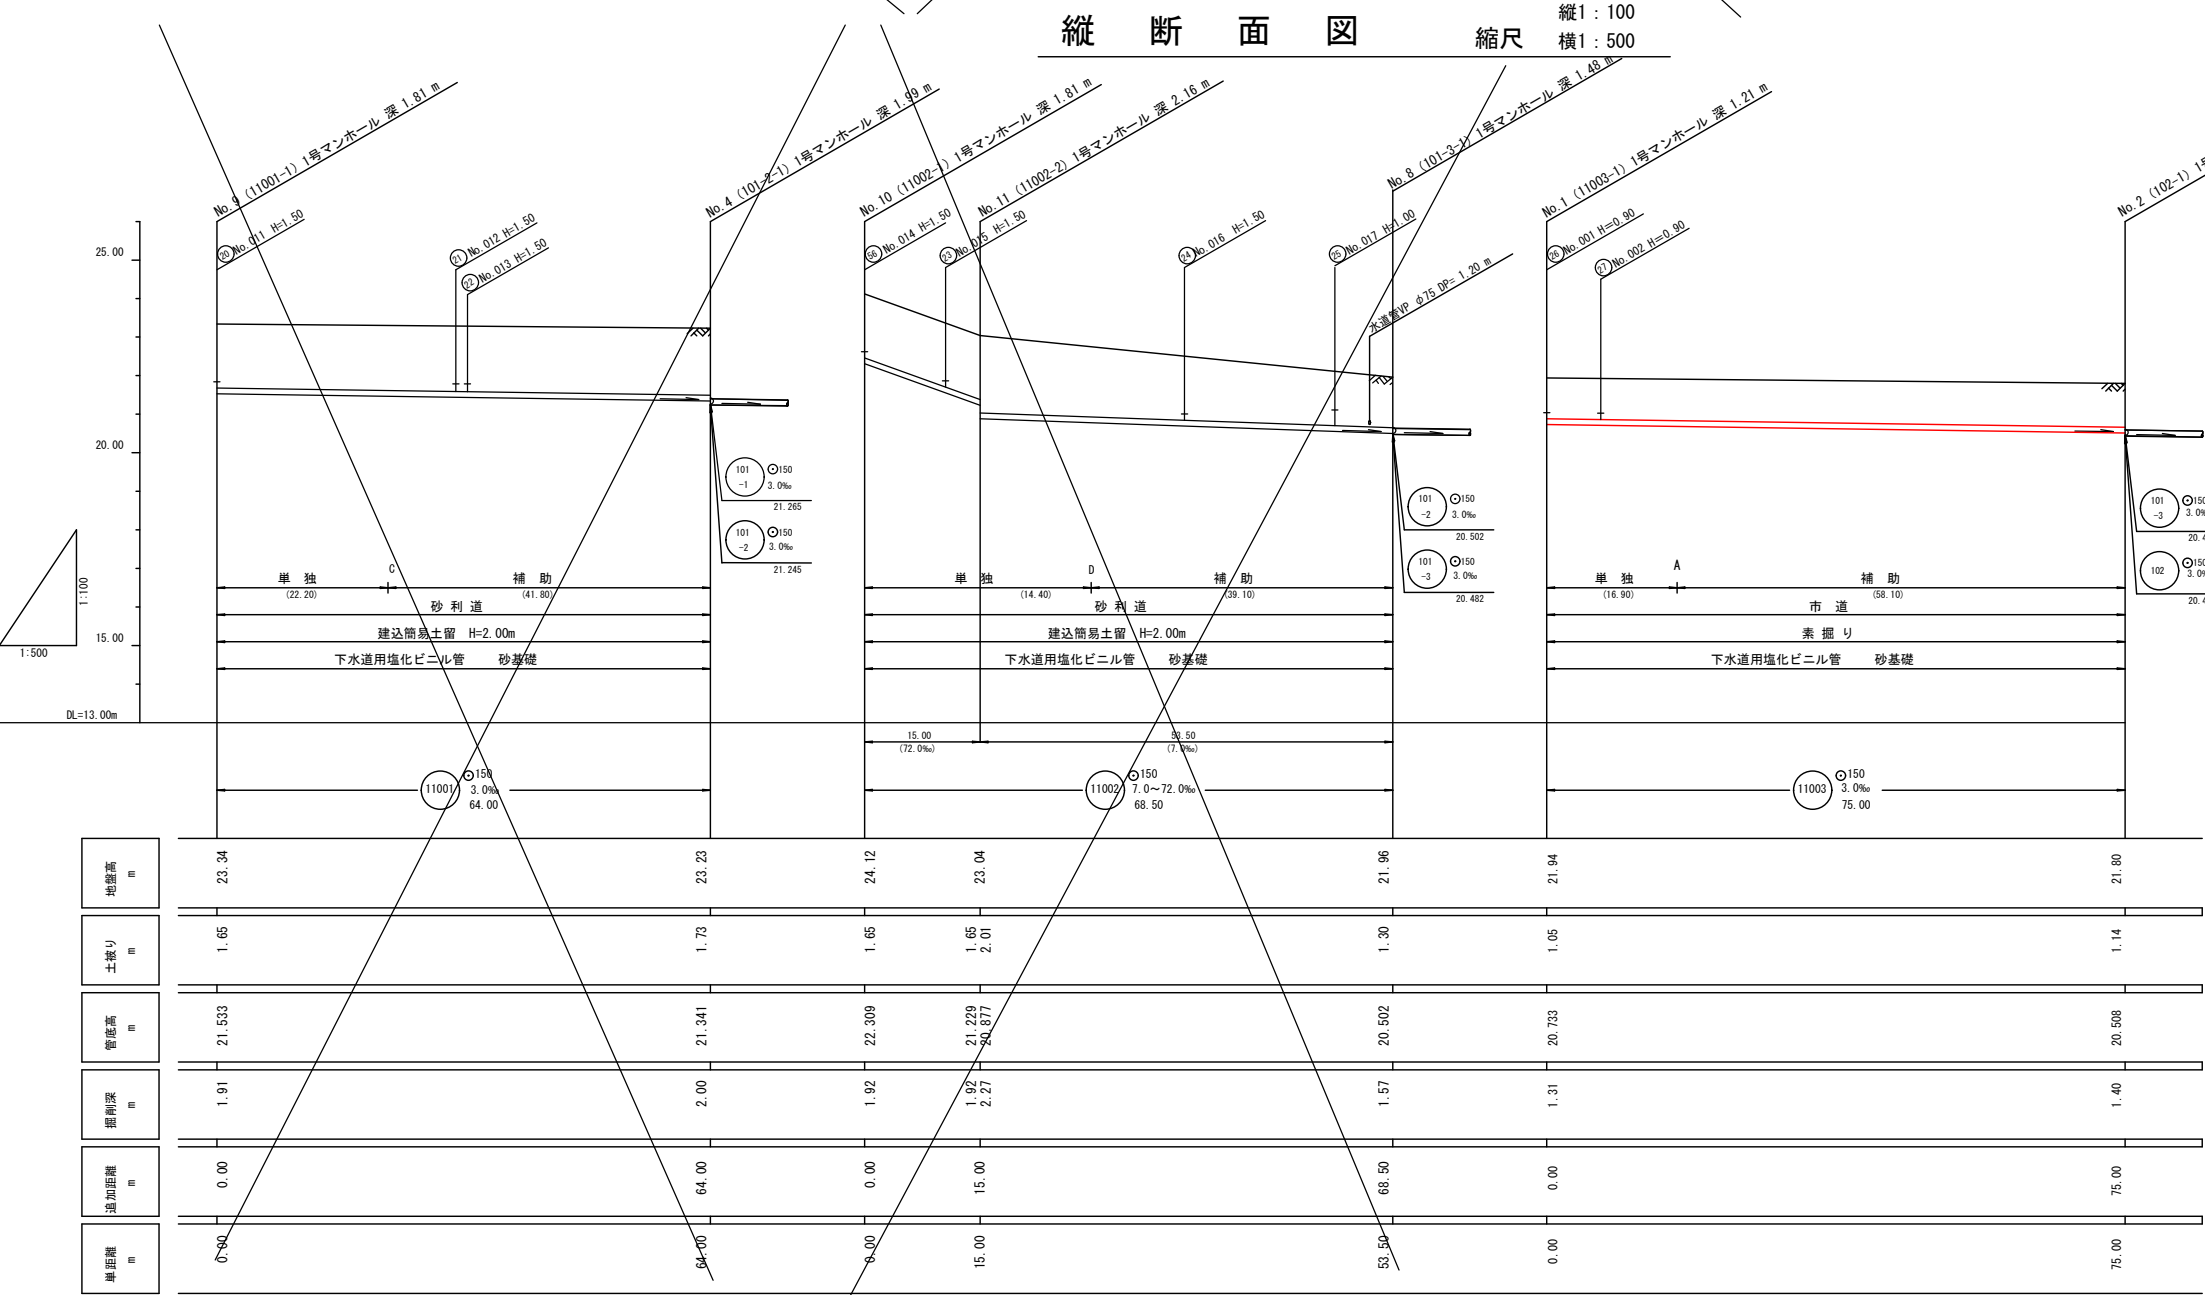 縦断面図
縮尺
縦1：100
横1：500
No.9 (11001-1) 1号マンホール 深 1.81 m
No.4 (101-2-1) 1号マンホール 深 1.99 m
No.10 (11002-1) 1号マンホール 深 1.81 m
No.11 (11002-2) 1号マンホール 深 2.16 m
No.8 (101-3-1) 1号マンホール 深 1.48 m
No.1 (11003-1) 1号マンホール 深 1.21 m
No.2 (102-1) 1号
20 No.011 H=1.50
21 No.012 H=1.50
22 No.013 H=1.50
56 No.014 H=1.50
23 No.015 H=1.50
24 No.016 H=1.50
25 No.017 H=1.00
水道管VP φ75 DP= 1.20 m
26 No.001 H=0.90
27 No.002 H=0.90
25.00
20.00
15.00
DL=13.00m
1:100
1:500
101-1 150
3.0‰
21.265
101-2 150
3.0‰
21.245
101-2 150
3.0‰
20.502
101-3 150
3.0‰
20.482
101-3 150
3.0‰
20.4
102 150
3.0‰
20.4
単独 C 補助
(22.20) (41.80)
砂利道
建込簡易土留 H=2.00m
下水道用塩化ビニル管 砂基礎
単独 D 補助
(14.40) (39.10)
砂利道
建込簡易土留 H=2.00m
下水道用塩化ビニル管 砂基礎
単独 A 補助
(16.90) (58.10)
市道
素掘り
下水道用塩化ビニル管 砂基礎
15.00 53.50
(72.0‰) (7.0‰)
11001 150
3.0‰
64.00
11002 150
7.0～72.0‰
68.50
11003 150
3.0‰
75.00
地盤高 m 23.34 23.23 24.12 23.04 21.96 21.94 21.80
土被り m 1.65 1.73 1.65 1.65 2.01 1.30 1.05 1.14
管底高 m 21.533 21.341 22.309 21.229 20.877 20.502 20.733 20.508
掘削深 m 1.91 2.00 1.92 1.92 2.27 1.57 1.31 1.40
追加距離 m 0.00 64.00 0.00 15.00 68.50 0.00 75.00
単距離 m 0.00 64.00 0.00 15.00 53.50 0.00 75.00